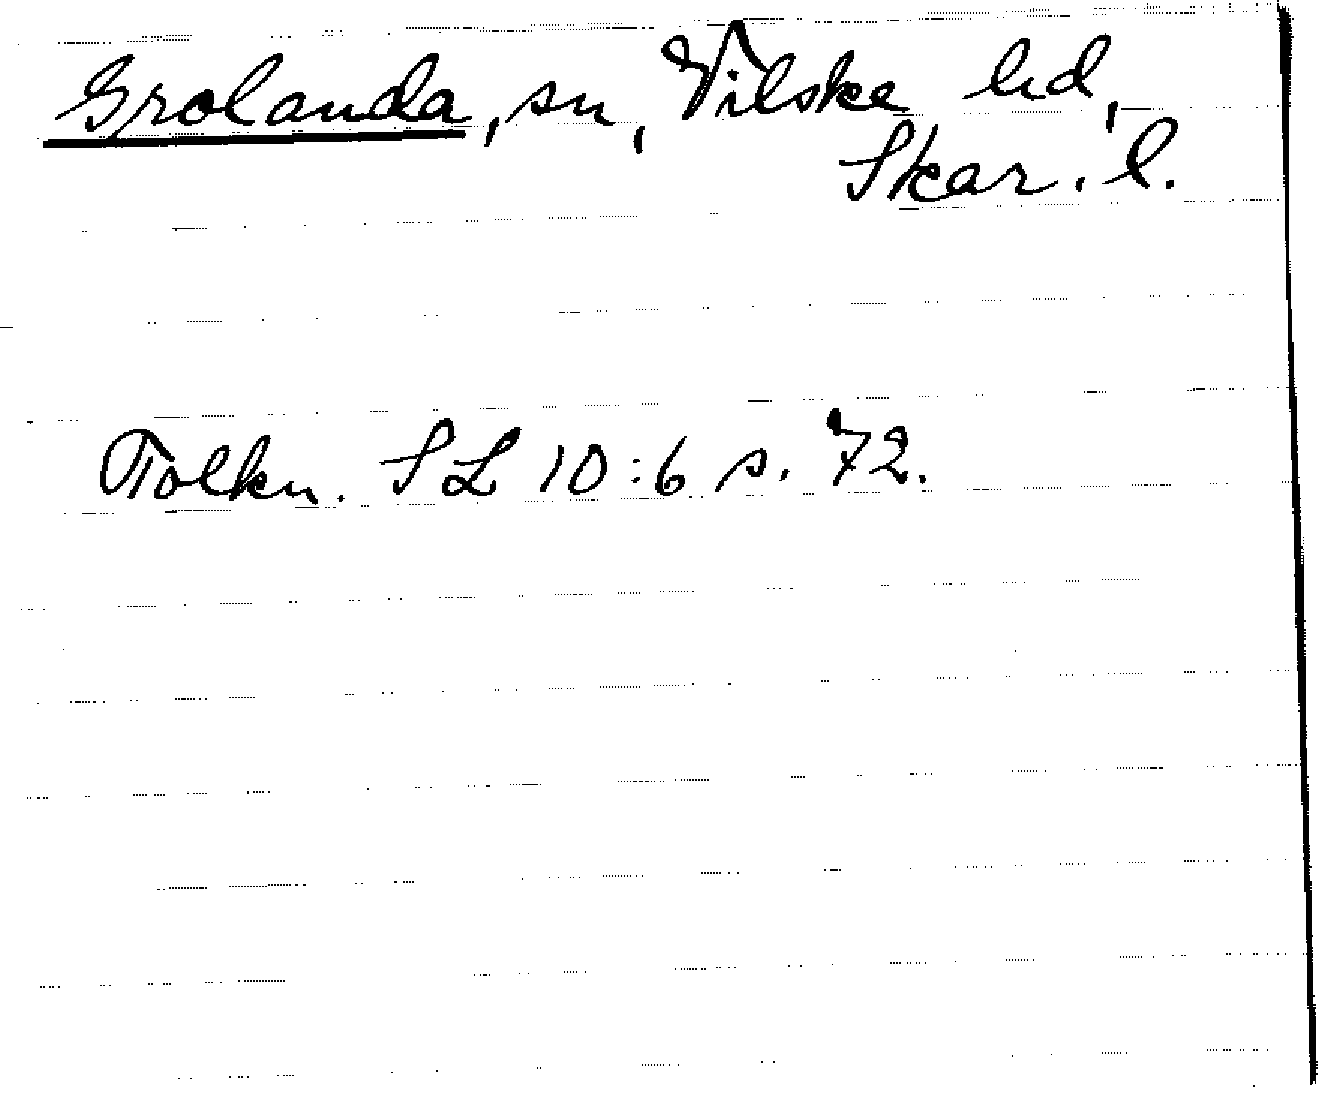 Grolanda, sn, Vilske hd,
Skar. l.
Tolkn. SL 10:6 s. 72.